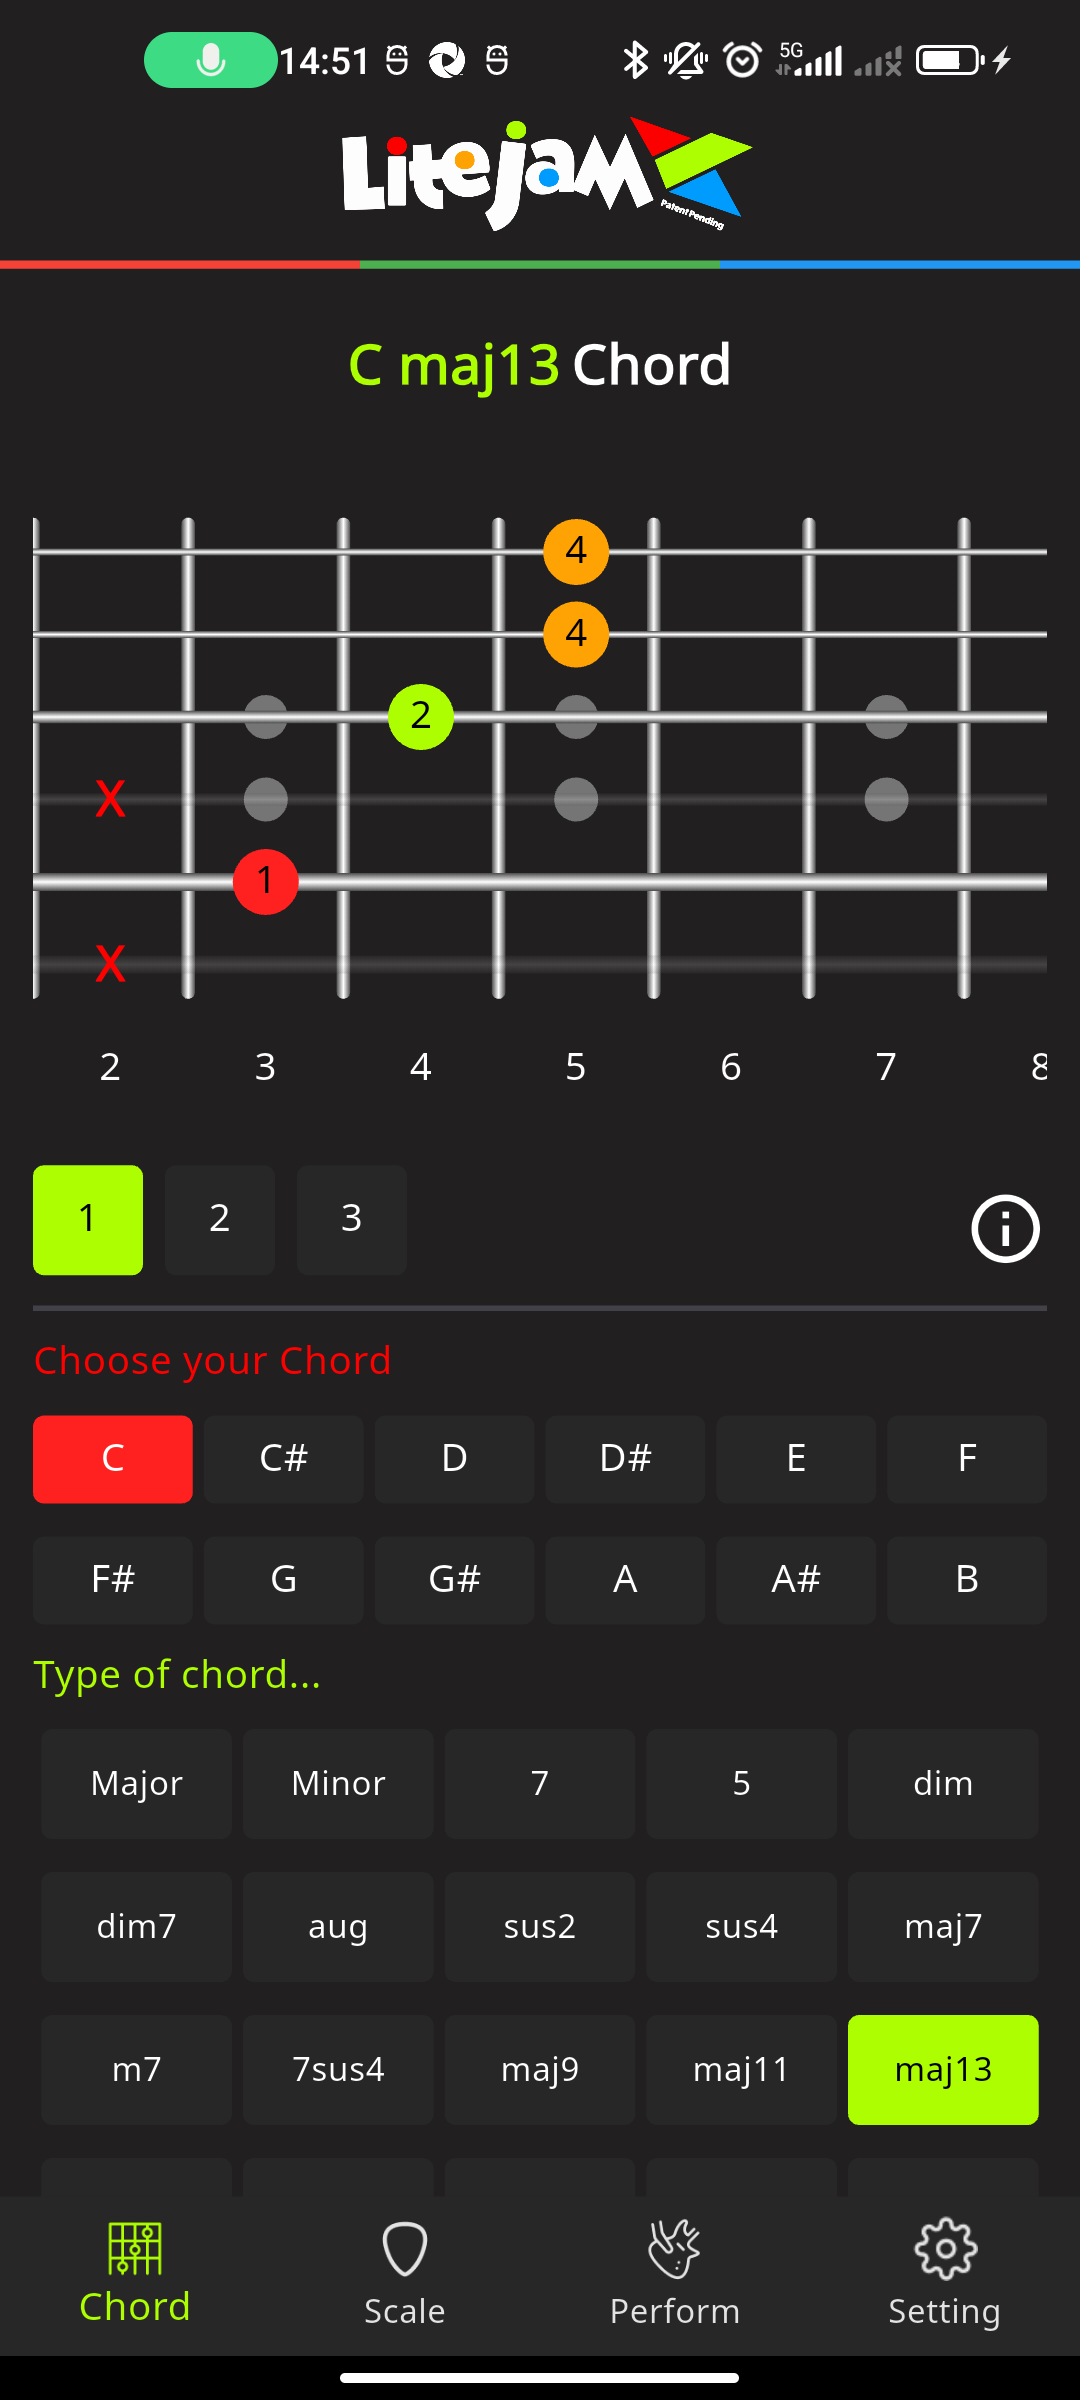 14:51 5G
Litejam
Patent Pending
C maj13 Chord
4
4
2
X
1
X
2 3 4 5 6 7 8
1 2 3
Choose your Chord
C C# D D# E F
F# G G# A A# B
Type of chord...
Major Minor 7 5 dim
dim7 aug sus2 sus4 maj7
m7 7sus4 maj9 maj11 maj13
Chord Scale Perform Setting